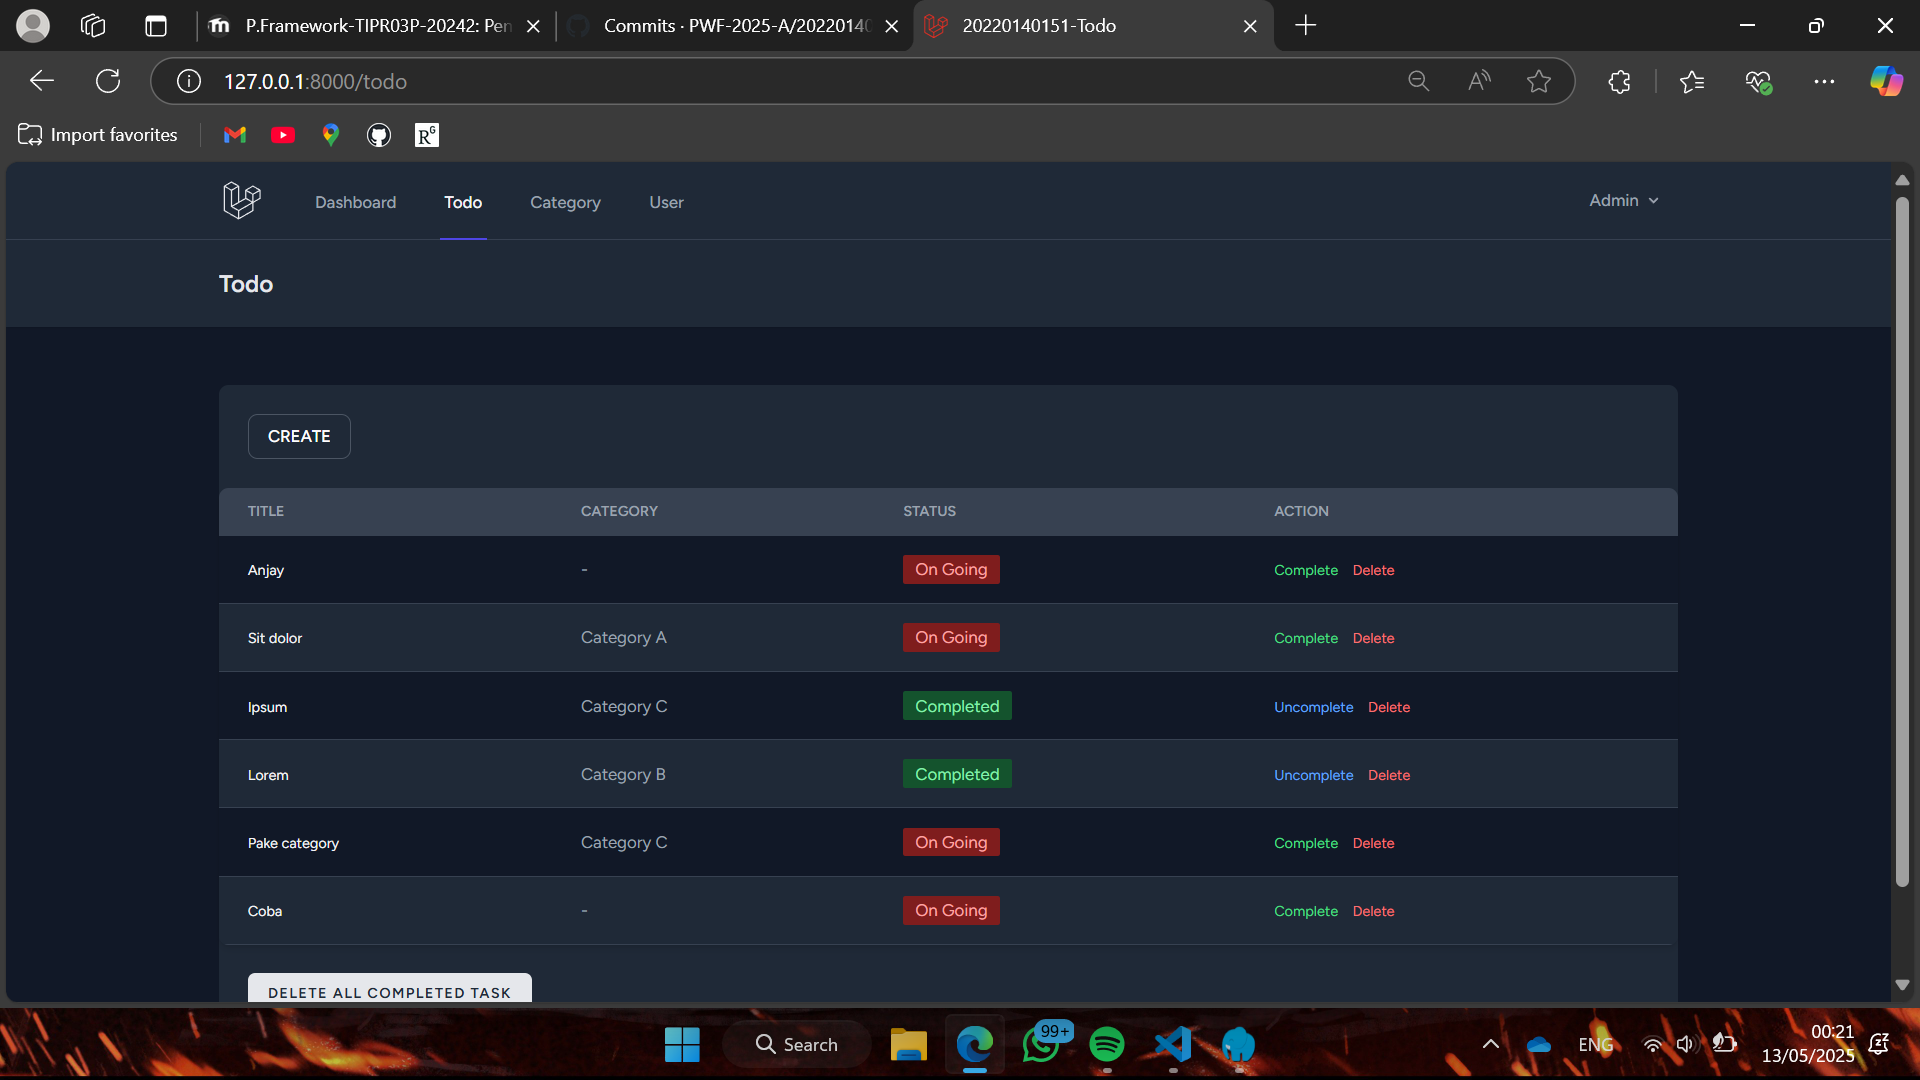 P.Framework-TIPR03P-20242: Pen
Commits · PWF-2025-A/20220140
20220140151-Todo
127.0.0.1:8000/todo
Import favorites
Dashboard
Todo
Category
User
Admin
Todo
CREATE
TITLE CATEGORY STATUS ACTION
Anjay - On Going Complete Delete
Sit dolor Category A On Going Complete Delete
Ipsum Category C Completed Uncomplete Delete
Lorem Category B Completed Uncomplete Delete
Pake category Category C On Going Complete Delete
Coba - On Going Complete Delete
DELETE ALL COMPLETED TASK
Search
99+
ENG
00:21
13/05/2025